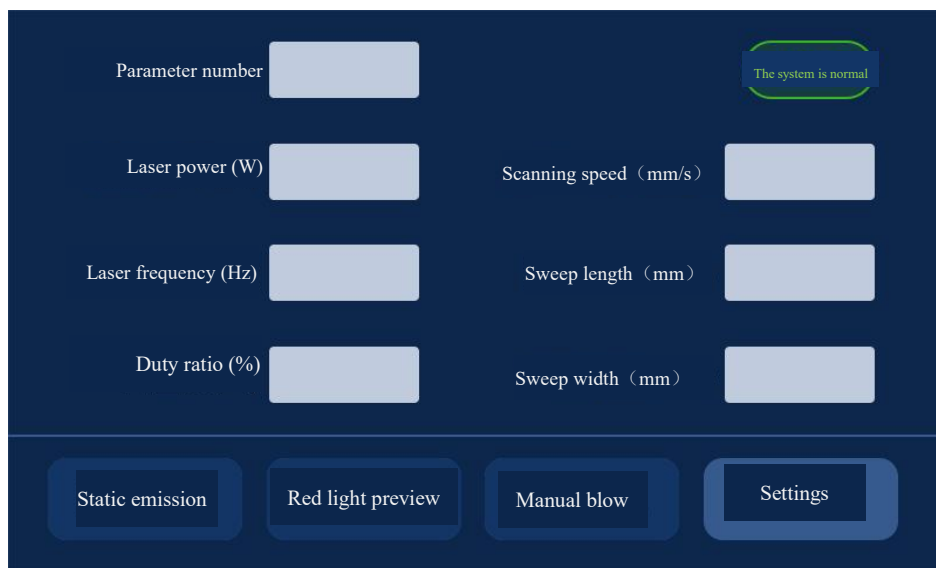 Parameter number
The system is normal
Laser power (W)
Scanning speed（mm/s）
Laser frequency (Hz)
Sweep length（mm）
Duty ratio (%)
Sweep width（mm）
Static emission
Red light preview
Manual blow
Settings